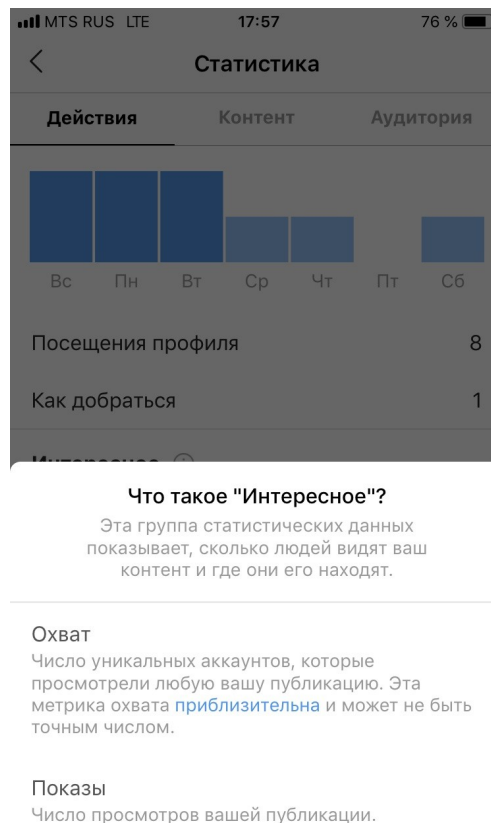 MTS RUS LTE 17:57 76 %
Статистика
Действия Контент Аудитория
Вс Пн Вт Ср Чт Пт Сб
Посещения профиля 8
Как добраться 1
Что такое "Интересное"?
Эта группа статистических данных
показывает, сколько людей видят ваш
контент и где они его находят.
Охват
Число уникальных аккаунтов, которые
просмотрели любую вашу публикацию. Эта
метрика охвата приблизительна и может не быть
точным числом.
Показы
Число просмотров вашей публикации.